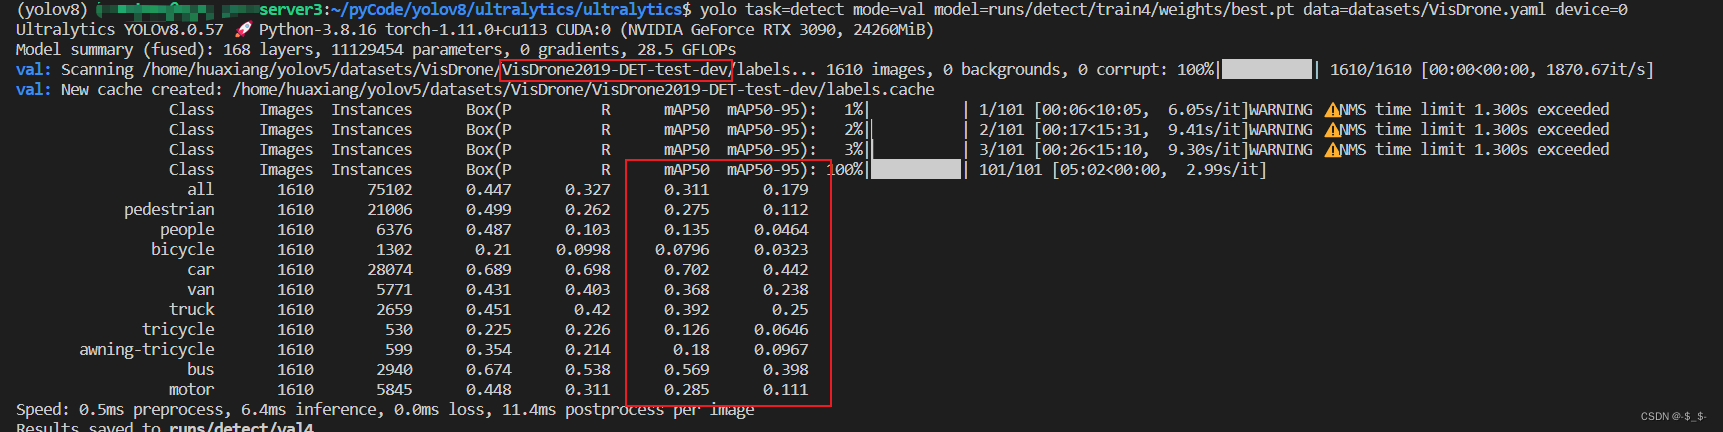 (yolov8) server3:~/pyCode/yolov8/ultralytics/ultralytics$ yolo task=detect mode=val model=runs/detect/train4/weights/best.pt data=datasets/VisDrone.yaml device=0
Ultralytics YOLOv8.0.57 🚀 Python-3.8.16 torch-1.11.0+cu113 CUDA:0 (NVIDIA GeForce RTX 3090, 24260MiB)
Model summary (fused): 168 layers, 11129454 parameters, 0 gradients, 28.5 GFLOPs
val: Scanning /home/huaxiang/yolov5/datasets/VisDrone/VisDrone2019-DET-test-dev/labels... 1610 images, 0 backgrounds, 0 corrupt: 100%|██████████| 1610/1610 [00:00<00:00, 1870.67it/s]
val: New cache created: /home/huaxiang/yolov5/datasets/VisDrone/VisDrone2019-DET-test-dev/labels.cache
Class Images Instances Box(P R mAP50 mAP50-95): 1%| | 1/101 [00:06<10:05, 6.05s/it]WARNING ⚠️NMS time limit 1.300s exceeded
Class Images Instances Box(P R mAP50 mAP50-95): 2%| | 2/101 [00:17<15:31, 9.41s/it]WARNING ⚠️NMS time limit 1.300s exceeded
Class Images Instances Box(P R mAP50 mAP50-95): 3%| | 3/101 [00:26<15:10, 9.30s/it]WARNING ⚠️NMS time limit 1.300s exceeded
Class Images Instances Box(P R mAP50 mAP50-95): 100%|██████████| 101/101 [05:02<00:00, 2.99s/it]
all 1610 75102 0.447 0.327 0.311 0.179
pedestrian 1610 21006 0.499 0.262 0.275 0.112
people 1610 6376 0.487 0.103 0.135 0.0464
bicycle 1610 1302 0.21 0.0998 0.0796 0.0323
car 1610 28074 0.689 0.698 0.702 0.442
van 1610 5771 0.431 0.403 0.368 0.238
truck 1610 2659 0.451 0.42 0.392 0.25
tricycle 1610 530 0.225 0.226 0.126 0.0646
awning-tricycle 1610 599 0.354 0.214 0.18 0.0967
bus 1610 2940 0.674 0.538 0.569 0.398
motor 1610 5845 0.448 0.311 0.285 0.111
Speed: 0.5ms preprocess, 6.4ms inference, 0.0ms loss, 11.4ms postprocess per image
Results saved to runs/detect/val4
CSDN @-$_$-